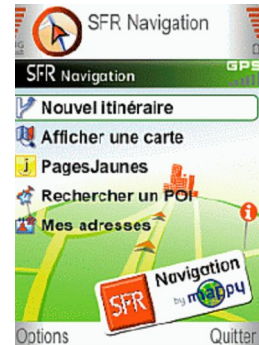 SFR Navigation
SFR Navigation
GPS
Nouvel itinéraire
Afficher une carte
PagesJaunes
Rechercher un POI
Mes adresses
SFR
Navigation
by mappy
Options
Quitter